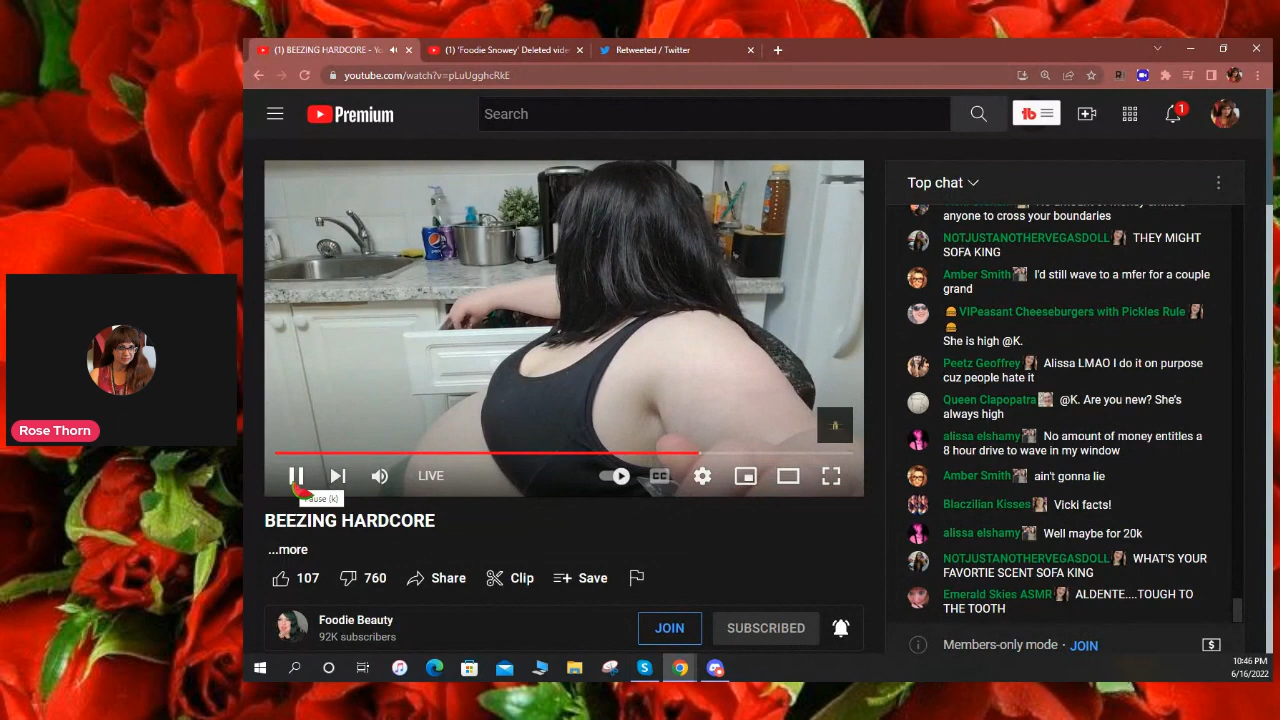 (1) BEEZING HARDCORE - Yo
(1) 'Foodie Snowey' Deleted vide
Retweeted / Twitter
youtube.com/watch?v=pLuUgghcRkE
Premium
Search
tb
1
Top chat
anyone to cross your boundaries
NOTJUSTANOTHERVEGASDOLL THEY MIGHT
SOFA KING
Amber Smith I'd still wave to a mfer for a couple
grand
VIPeasant Cheeseburgers with Pickles Rule
She is high @K.
Peetz Geoffrey Alissa LMAO I do it on purpose
cuz people hate it
Queen Clapopatra @K. Are you new? She's
always high
alissa elshamy No amount of money entitles a
8 hour drive to wave in my window
Amber Smith ain't gonna lie
Blaczilian Kisses Vicki facts!
alissa elshamy Well maybe for 20k
NOTJUSTANOTHERVEGASDOLL WHAT'S YOUR
FAVORTIE SCENT SOFA KING
Emerald Skies ASMR ALDENTE....TOUGH TO
THE TOOTH
Members-only mode · JOIN
pepsi
LIVE
CC
Pause (k)
BEEZING HARDCORE
...more
107
760
Share
Clip
Save
Foodie Beauty
92K subscribers
JOIN
SUBSCRIBED
Rose Thorn
10:46 PM
6/16/2022